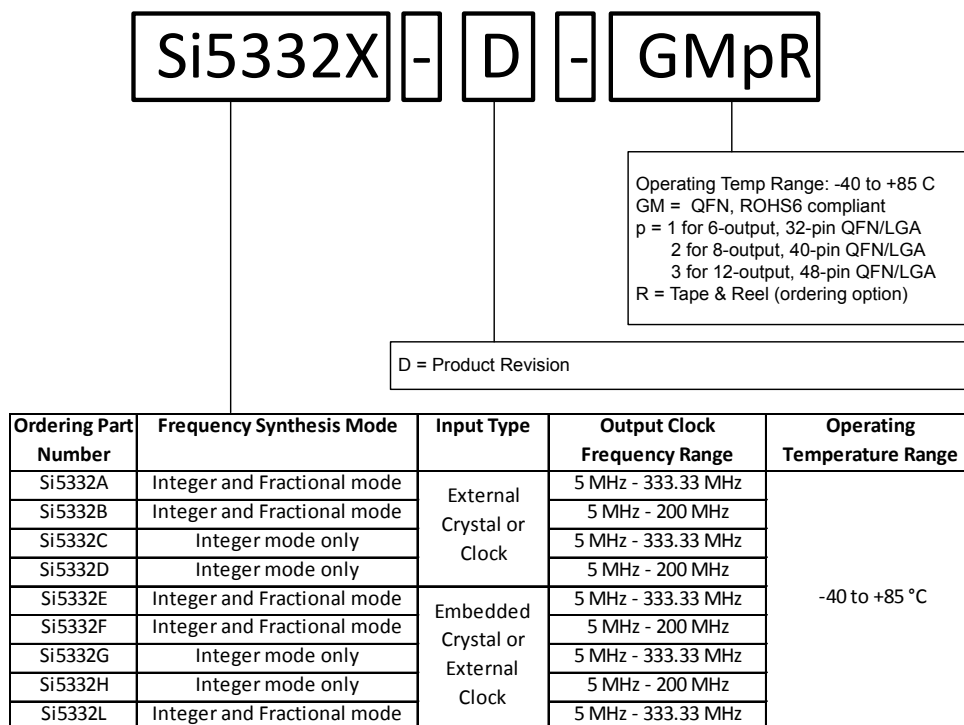 Si5332X - D - GMpR
Operating Temp Range: -40 to +85 C
GM = QFN, ROHS6 compliant
p = 1 for 6-output, 32-pin QFN/LGA
2 for 8-output, 40-pin QFN/LGA
3 for 12-output, 48-pin QFN/LGA
R = Tape & Reel (ordering option)
D = Product Revision
Ordering Part Number | Frequency Synthesis Mode | Input Type | Output Clock Frequency Range | Operating Temperature Range
Si5332A | Integer and Fractional mode | External Crystal or Clock | 5 MHz - 333.33 MHz | -40 to +85 °C
Si5332B | Integer and Fractional mode | 5 MHz - 200 MHz
Si5332C | Integer mode only | 5 MHz - 333.33 MHz
Si5332D | Integer mode only | 5 MHz - 200 MHz
Si5332E | Integer and Fractional mode | Embedded Crystal or External Clock | 5 MHz - 333.33 MHz
Si5332F | Integer and Fractional mode | 5 MHz - 200 MHz
Si5332G | Integer mode only | 5 MHz - 333.33 MHz
Si5332H | Integer mode only | 5 MHz - 200 MHz
Si5332L | Integer and Fractional mode | 5 MHz - 333.33 MHz